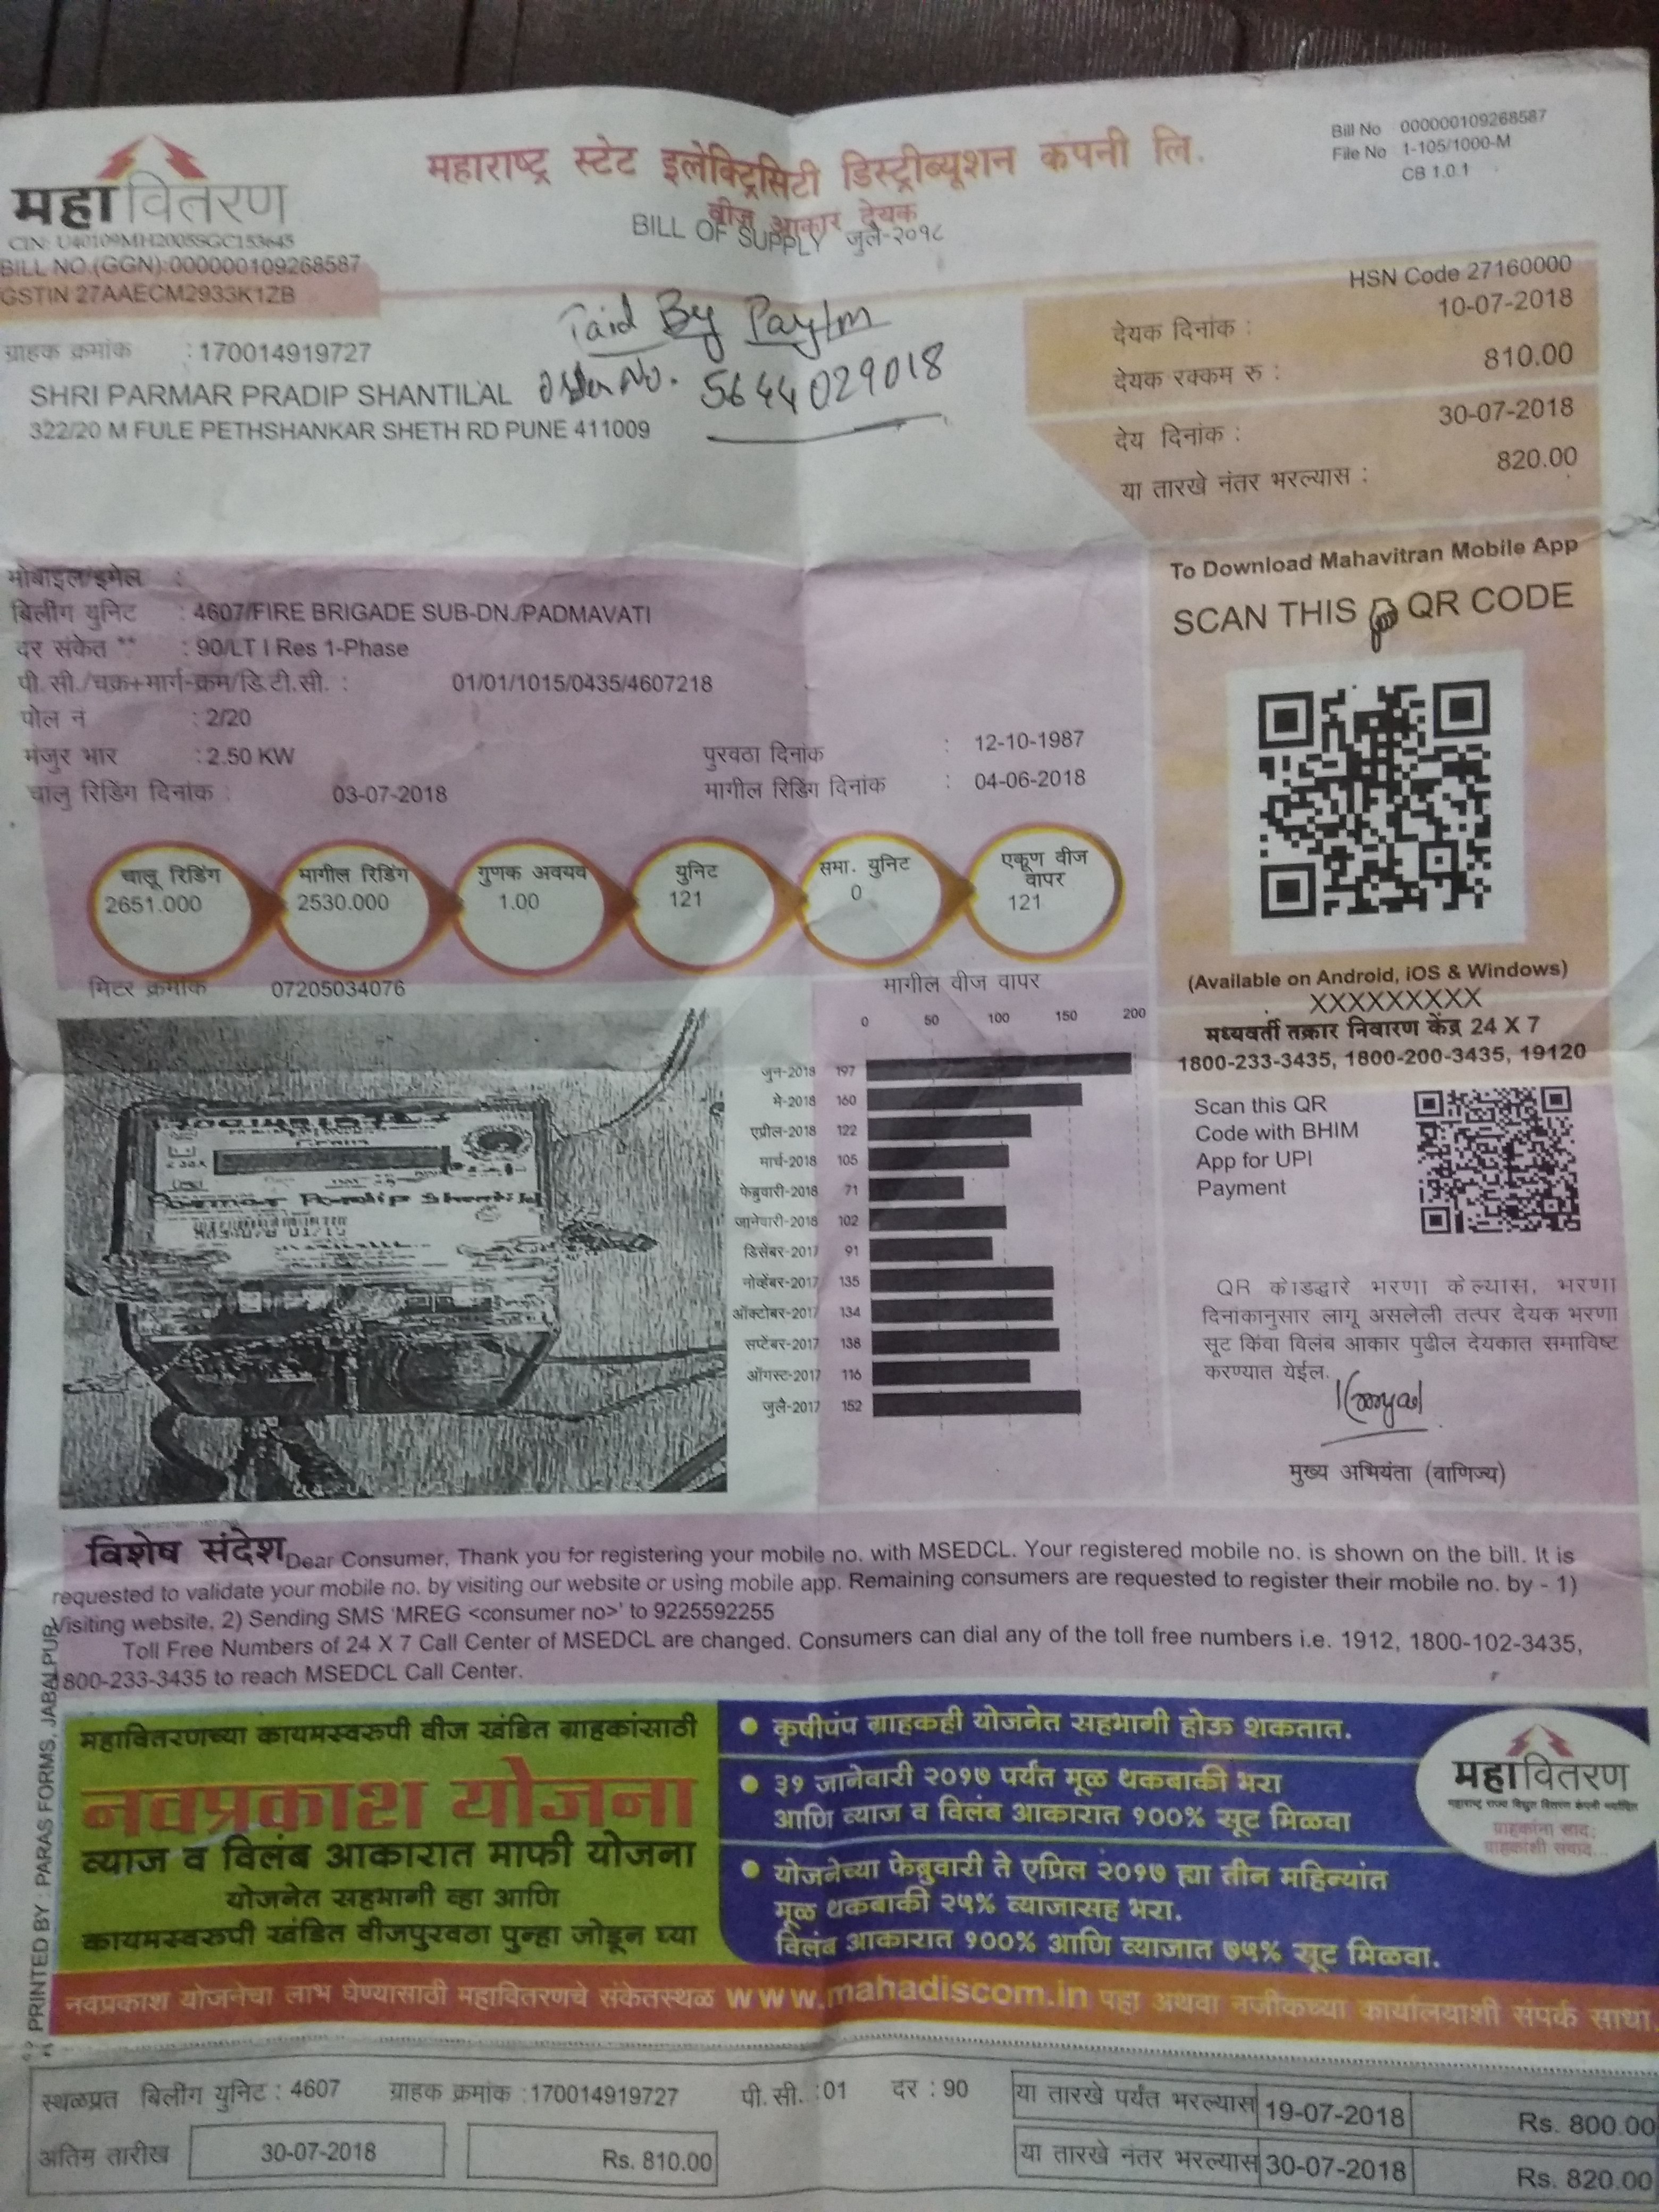 Bill No 000000109268587
File No 1-105/1000-M
CB 1.0.1
महावितरण
महाराष्ट्र स्टेट इलेक्ट्रिसिटी डिस्ट्रीब्यूशन कंपनी लि.
वीज आकार देयक
BILL OF SUPPLY जुलै-२०१८
CIN: U40109MH2005SGC153645
BILL NO.(GGN):000000109268587
GSTIN 27AAECM2933K1ZB
HSN Code 27160000
Paid By Paytm
Order No. 5644029018
ग्राहक क्रमांक : 170014919727
SHRI PARMAR PRADIP SHANTILAL
322/20 M FULE PETHSHANKAR SHETH RD PUNE 411009
देयक दिनांक : 10-07-2018
देयक रक्कम रु : 810.00
देय दिनांक : 30-07-2018
या तारखे नंतर भरल्यास : 820.00
मोबाइल/इमेल :
बिलींग युनिट : 4607/FIRE BRIGADE SUB-DN./PADMAVATI
दर संकेत ** : 90/LT I Res 1-Phase
पी.सी./चक्र+मार्ग-क्रम/डि.टी.सी. : 01/01/1015/0435/4607218
पोल न : 2/20
मंजुर भार : 2.50 KW
पुरवठा दिनांक : 12-10-1987
चालु रिडिंग दिनांक : 03-07-2018
मागील रिडिंग दिनांक : 04-06-2018
चालू रिडिंग मागील रिडिंग गुणक अवयव युनिट समा. युनिट एकूण वीज वापर
2651.000 2530.000 1.00 121 0 121
मिटर क्रमांक 07205034076
मागील वीज वापर
0 50 100 150 200
जुन-2018 197
मे-2018 160
एप्रील-2018 122
मार्च-2018 105
फेब्रुवारी-2018 71
जानेवारी-2018 102
डिसेंबर-2017 91
नोव्हेंबर-2017 135
ऑक्टोबर-2017 134
सप्टेंबर-2017 138
ऑगस्ट-2017 116
जुलै-2017 152
To Download Mahavitran Mobile App
SCAN THIS QR CODE
(Available on Android, iOS & Windows)
XXXXXXXXX
मध्यवर्ती तक्रार निवारण केंद्र 24 X 7
1800-233-3435, 1800-200-3435, 19120
Scan this QR
Code with BHIM
App for UPI
Payment
QR कोडद्वारे भरणा केल्यास, भरणा
दिनांकानुसार लागू असलेली तत्पर देयक भरणा
सूट किंवा विलंब आकार पुढील देयकात समाविष्ट
करण्यात येईल.
मुख्य अभियंता (वाणिज्य)
विशेष संदेश Dear Consumer, Thank you for registering your mobile no. with MSEDCL. Your registered mobile no. is shown on the bill. It is
requested to validate your mobile no. by visiting our website or using mobile app. Remaining consumers are requested to register their mobile no. by - 1)
Visiting website, 2) Sending SMS 'MREG <consumer no>' to 9225592255
Toll Free Numbers of 24 X 7 Call Center of MSEDCL are changed. Consumers can dial any of the toll free numbers i.e. 1912, 1800-102-3435,
1800-233-3435 to reach MSEDCL Call Center.
PRINTED BY : PARAS FORMS, JABALPUR
महावितरणच्या कायमस्वरुपी वीज खंडित ग्राहकांसाठी
नवप्रकाश योजना
व्याज व विलंब आकारात माफी योजना
योजनेत सहभागी व्हा आणि
कायमस्वरुपी खंडित वीजपुरवठा पुन्हा जोडून घ्या
● कृषीपंप ग्राहकही योजनेत सहभागी होऊ शकतात.
● ३१ जानेवारी २०१७ पर्यंत मूळ थकबाकी भरा
आणि व्याज व विलंब आकारात १००% सूट मिळवा
● योजनेच्या फेब्रुवारी ते एप्रिल २०१७ ह्या तीन महिन्यांत
मूळ थकबाकी २५% व्याजासह भरा.
विलंब आकारात १००% आणि व्याजात ७५% सूट मिळवा.
महावितरण
महाराष्ट्र राज्य विद्युत वितरण कंपनी मर्यादित
नवप्रकाश योजनेचा लाभ घेण्यासाठी महावितरणचे संकेतस्थळ www.mahadiscom.in पहा अथवा नजीकच्या कार्यालयाशी संपर्क साधा.
स्थळप्रत बिलींग युनिट : 4607 ग्राहक क्रमांक :170014919727 पी.सी. :01 दर : 90
या तारखे पर्यंत भरल्यास 19-07-2018 Rs. 800.00
अंतिम तारीख 30-07-2018 Rs. 810.00
या तारखे नंतर भरल्यास 30-07-2018 Rs. 820.00